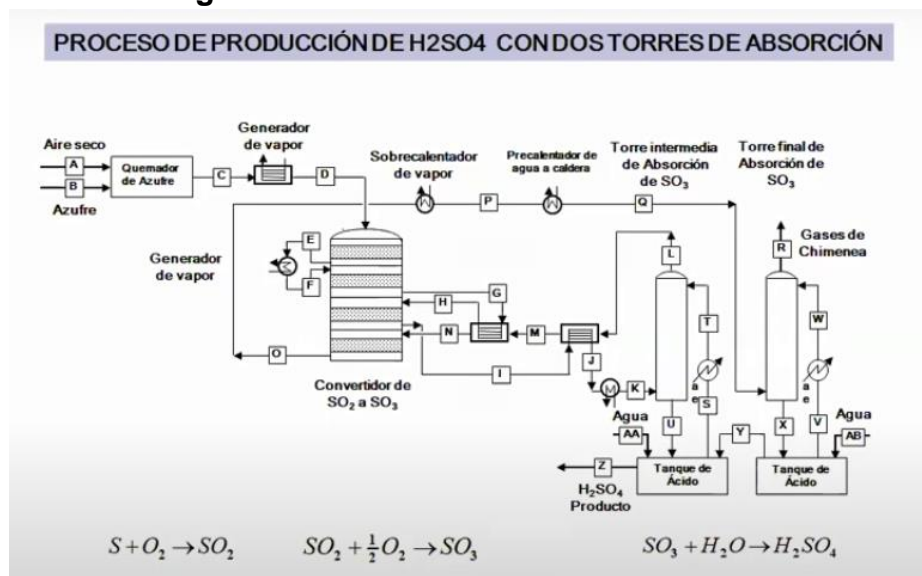 PROCESO DE PRODUCCIÓN DE H2SO4 CON DOS TORRES DE ABSORCIÓN
Aire seco
A
B
Azufre
Quemador
de Azufre
C
Generador
de vapor
D
Sobrecalentador
de vapor
P
Precalentador de
agua a caldera
Q
Torre intermedia
de Absorción
de SO₃
Torre final de
Absorción de
SO₃
Gases de
Chimenea
R
L
Generador
de vapor
E
F
G
H
N
M
I
J
K
O
T
W
S
V
U
X
Y
Convertidor de
SO₂ a SO₃
a
e
a
e
Agua
AA
Agua
AB
Z
H₂SO₄
Producto
Tanque de
Ácido
Tanque de
Ácido
S + O₂ → SO₂
SO₂ + ½ O₂ → SO₃
SO₃ + H₂O → H₂SO₄